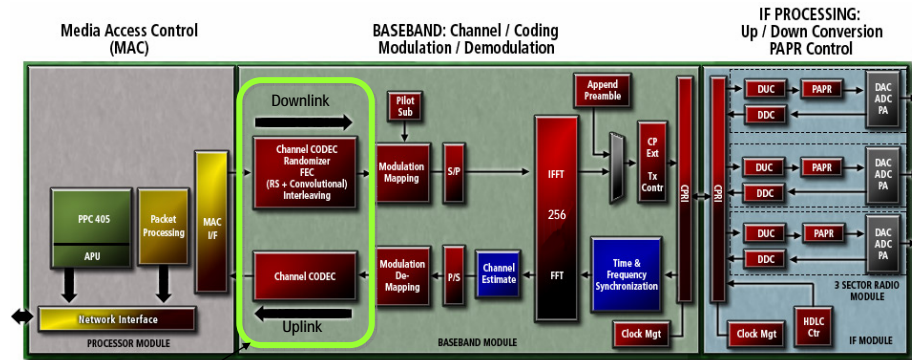 Media Access Control
(MAC)
BASEBAND: Channel / Coding
Modulation / Demodulation
IF PROCESSING:
Up / Down Conversion
PAPR Control
Downlink
Channel CODEC
Randomizer
FEC
(RS + Convolutional)
Interleaving
Pilot
Sub
Modulation
Mapping
S/P
IFFT
256
FFT
Append
Preamble
CP
Ext
Tx
Contr
CPRI
CPRI
DUC
PAPR
DDC
DAC
ADC
PA
DUC
PAPR
DDC
DAC
ADC
PA
DUC
PAPR
DDC
DAC
ADC
PA
3 SECTOR RADIO
MODULE
PPC 405
APU
Packet
Processing
MAC
I/F
Network Interface
PROCESSOR MODULE
Channel CODEC
Uplink
Modulation
De-
Mapping
P/S
Channel
Estimate
Time &
Frequency
Synchronization
Clock Mgt
BASEBAND MODULE
Clock Mgt
HDLC
Ctr
IF MODULE